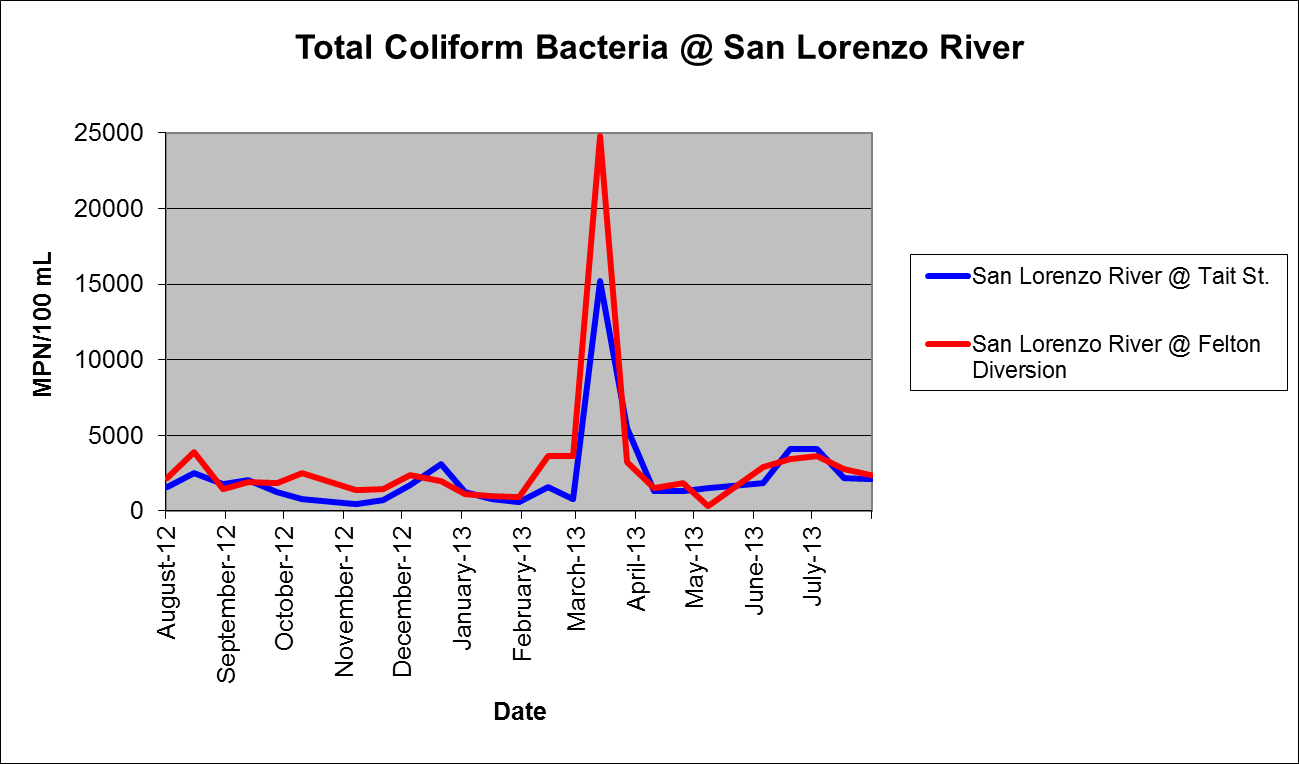 Total Coliform Bacteria @ San Lorenzo River
25000
20000
15000
10000
5000
0
MPN/100 mL
August-12
September-12
October-12
November-12
December-12
January-13
February-13
March-13
April-13
May-13
June-13
July-13
Date
San Lorenzo River @ Tait St.
San Lorenzo River @ Felton
Diversion